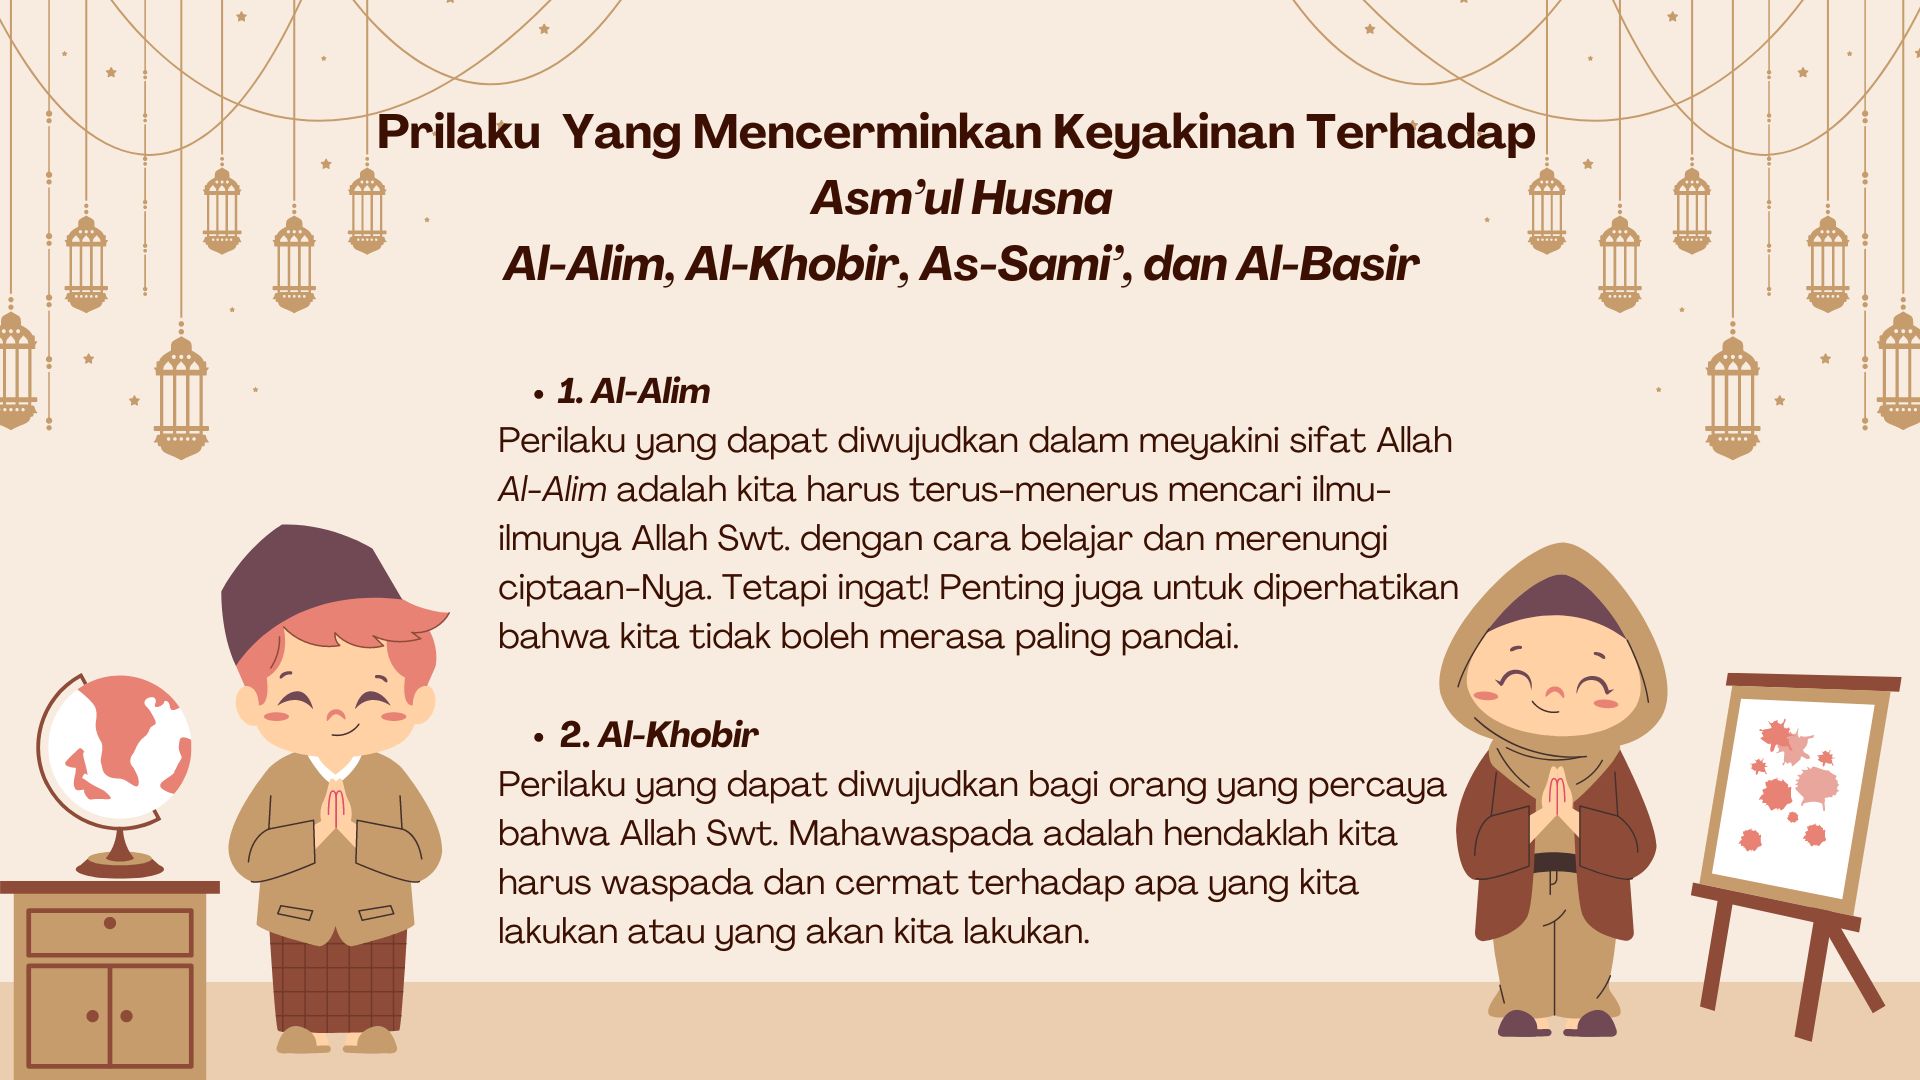 Prilaku  Yang Mencerminkan Keyakinan Terhadap
Asm’ul Husna
Al-Alim, Al-Khobir, As-Sami’, dan Al-Basir
• 1. Al-Alim
Perilaku yang dapat diwujudkan dalam meyakini sifat Allah
Al-Alim adalah kita harus terus-menerus mencari ilmu-
ilmunya Allah Swt. dengan cara belajar dan merenungi
ciptaan-Nya. Tetapi ingat! Penting juga untuk diperhatikan
bahwa kita tidak boleh merasa paling pandai.
• 2. Al-Khobir
Perilaku yang dapat diwujudkan bagi orang yang percaya
bahwa Allah Swt. Mahawaspada adalah hendaklah kita
harus waspada dan cermat terhadap apa yang kita
lakukan atau yang akan kita lakukan.